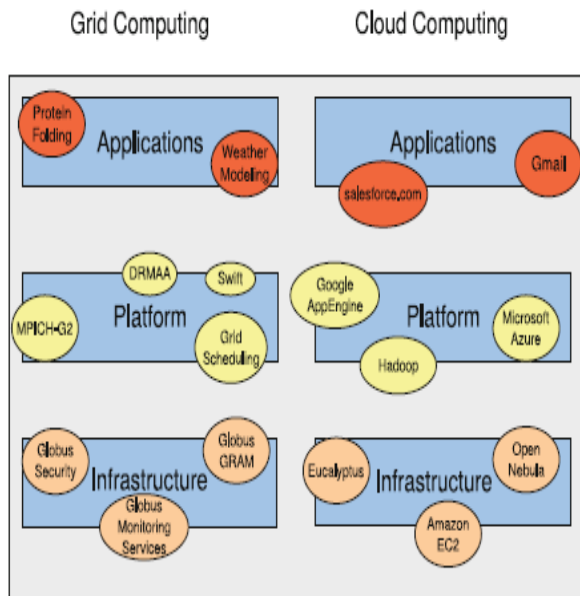 Grid Computing
Cloud Computing
Protein
Folding
Applications
Weather
Modeling
Applications
Gmail
salesforce.com
DRMAA
Swift
MPICH-G2
Platform
Grid
Scheduling
Google
AppEngine
Platform
Microsoft
Azure
Hadoop
Globus
Security
Globus
GRAM
Infrastructure
Globus
Monitoring
Services
Eucalyptus
Open
Nebula
Infrastructure
Amazon
EC2